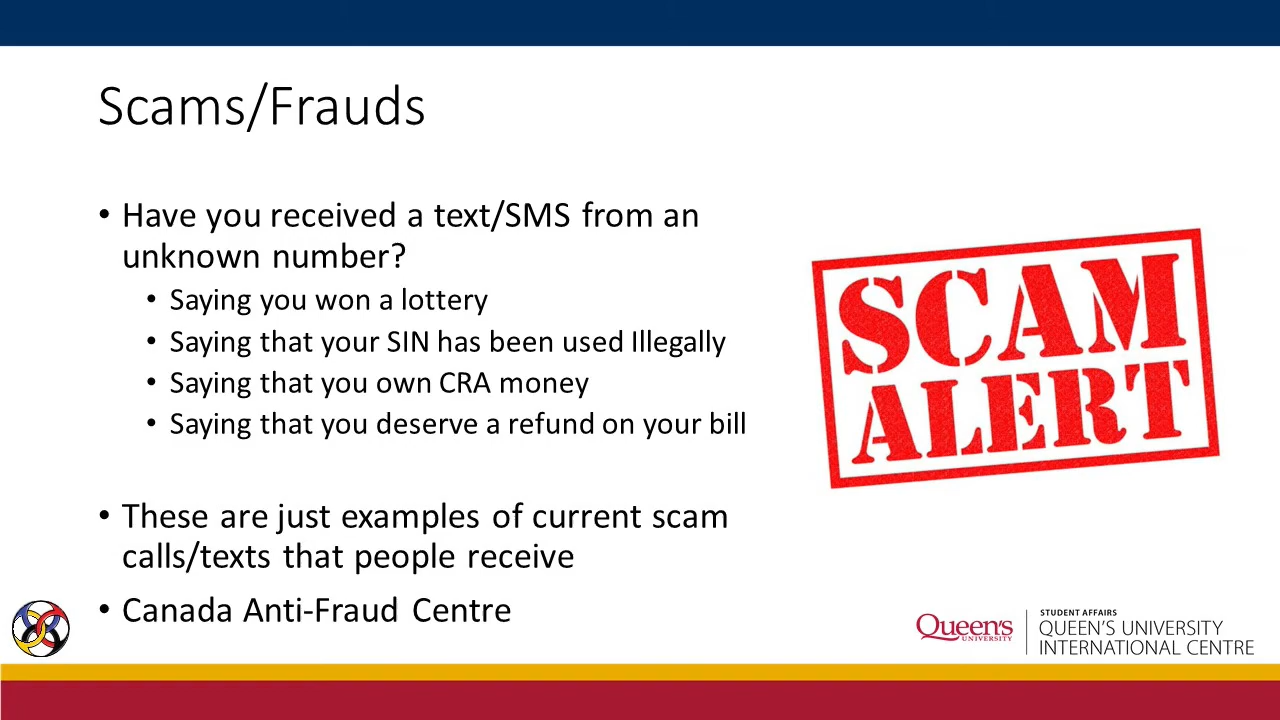 Scams/Frauds
• Have you received a text/SMS from an
unknown number?
• Saying you won a lottery
• Saying that your SIN has been used Illegally
• Saying that you own CRA money
• Saying that you deserve a refund on your bill
• These are just examples of current scam
calls/texts that people receive
• Canada Anti-Fraud Centre
SCAM
ALERT
Queen's
UNIVERSITY
STUDENT AFFAIRS
QUEEN'S UNIVERSITY
INTERNATIONAL CENTRE